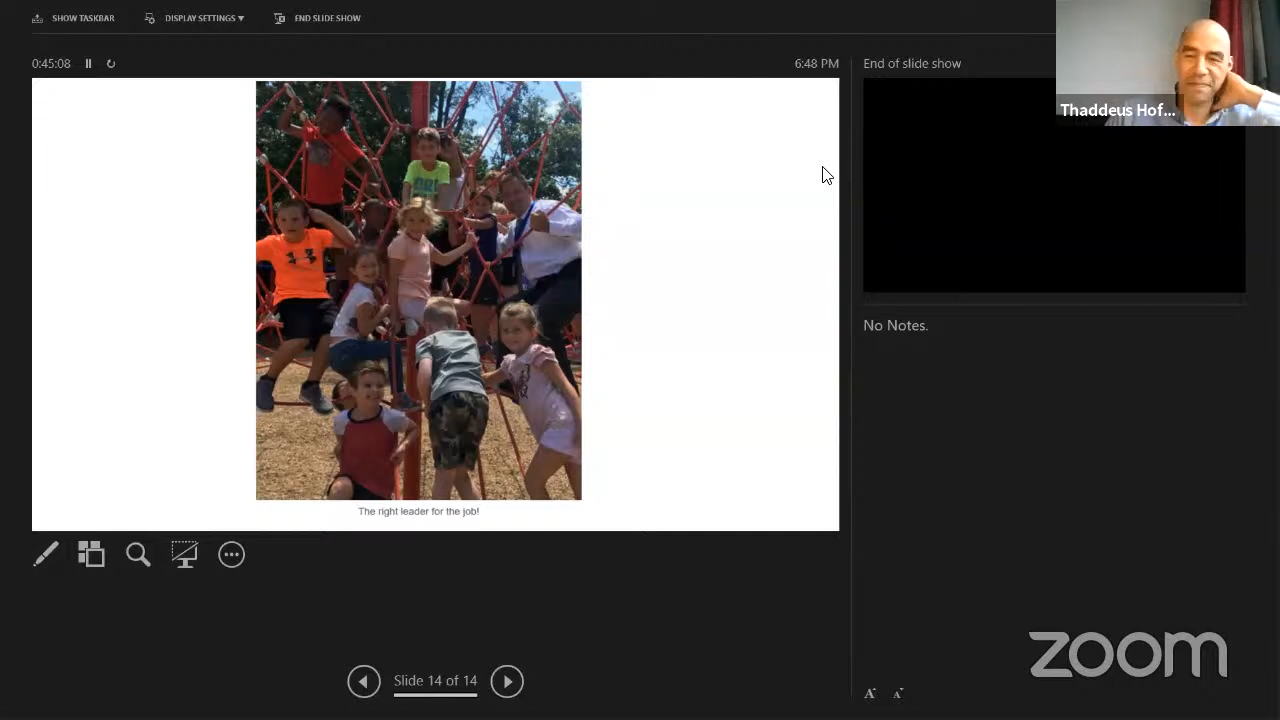 SHOW TASKBAR
DISPLAY SETTINGS ▼
END SLIDE SHOW
0:45:08
6:48 PM
End of slide show
Thaddeus Hof...
No Notes.
The right leader for the job!
Slide 14 of 14
A
A
zoom